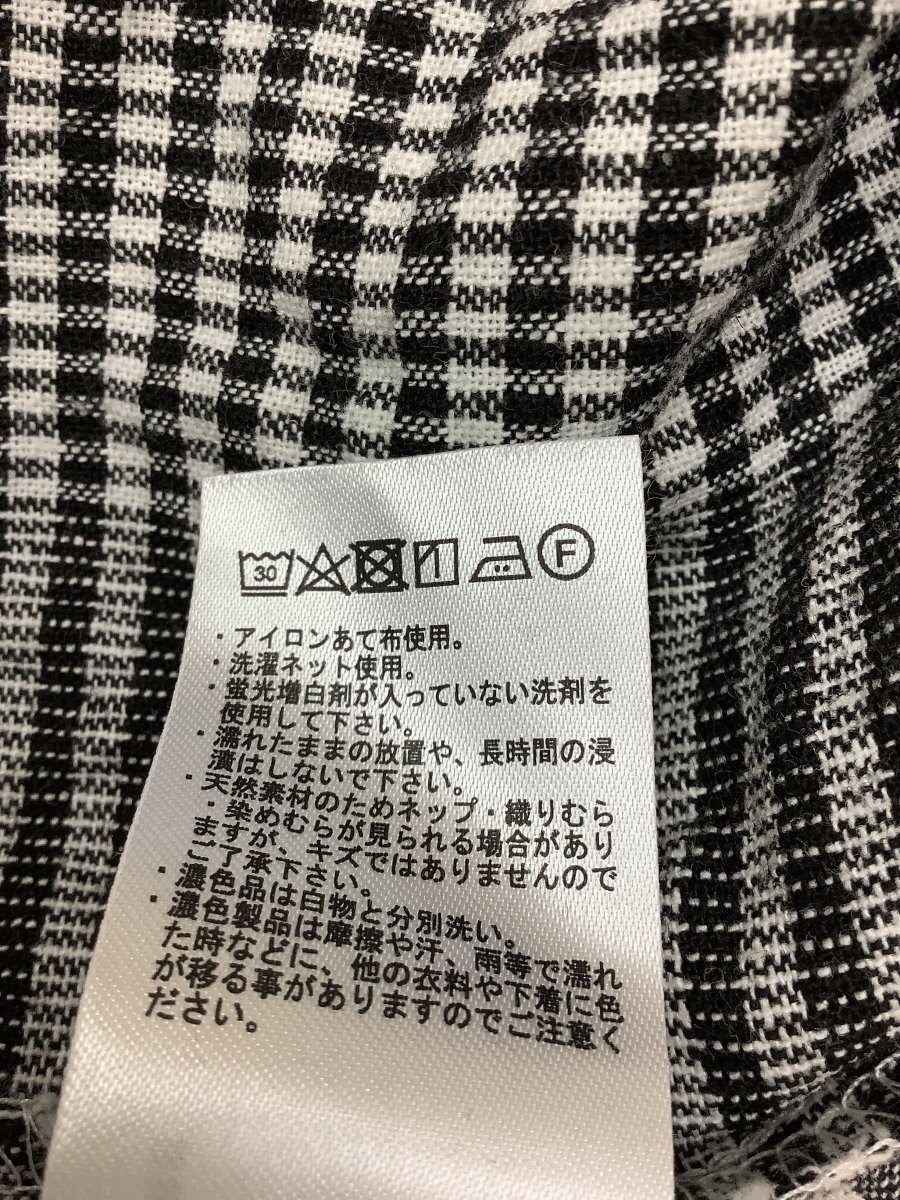 30 F
・アイロンあて布使用。
・洗濯ネット使用。
・蛍光増白剤が入っていない洗剤を
使用して下さい。
・濡れたままの放置や、長時間の浸
漬はしないで下さい。
・天然素材のためネップ・織りむら
・染めむらが見られる場合があり
ますが、キズではありませんので
ご了承下さい。
・濃色品は白物と分別洗い。
・濃色製品は摩擦や汗、雨等で濡れ
た時などに、他の衣料や下着に色
が移る事がありますのでご注意く
ださい。